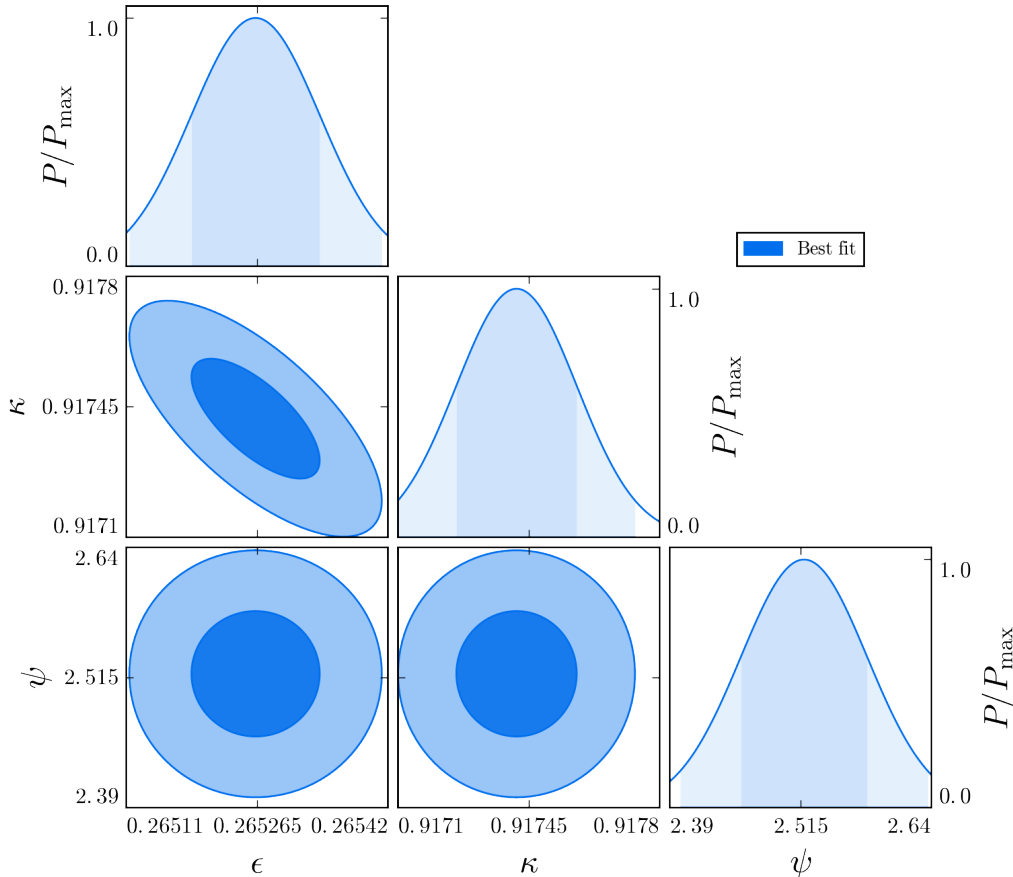 1.0
P/P_max
0.0
Best fit
0.9178
κ
0.91745
0.9171
1.0
P/P_max
0.0
2.64
ψ
2.515
2.39
1.0
P/P_max
0.0
0.26511 0.265265 0.26542
0.9171 0.91745 0.9178
2.39 2.515 2.64
ϵ
κ
ψ